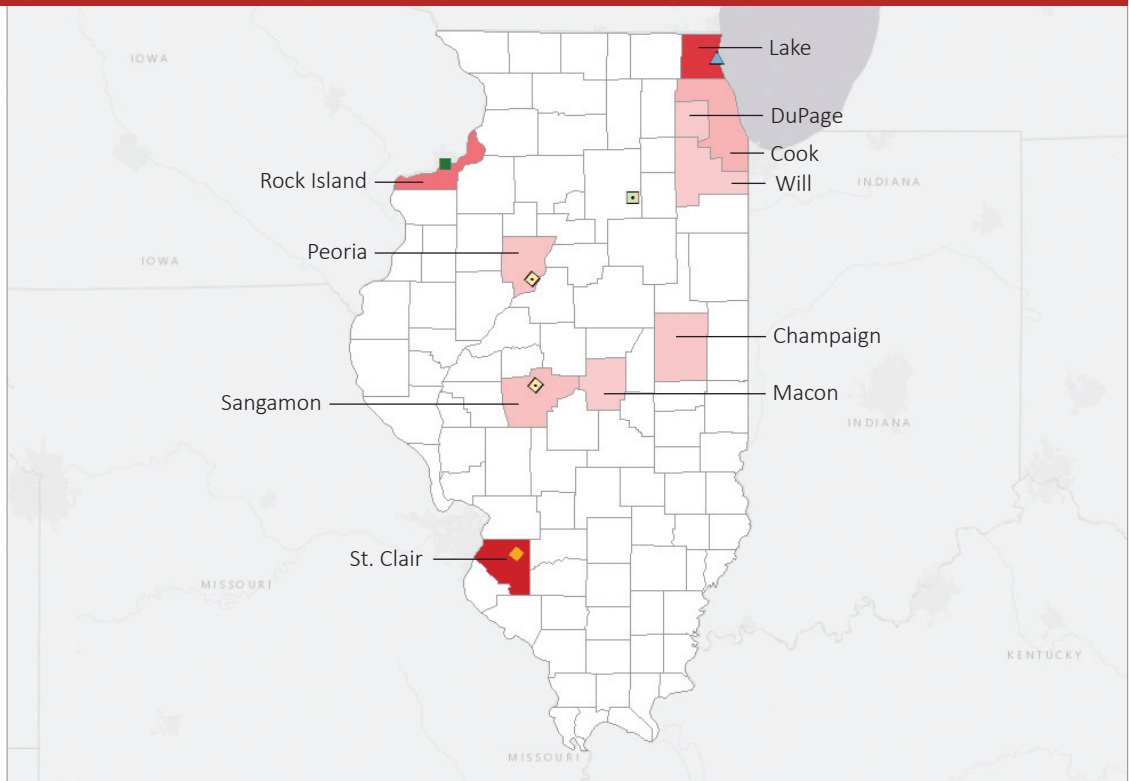 IOWA
Lake
DuPage
Cook
Rock Island
Will
INDIANA
Peoria
IOWA
Champaign
Macon
Sangamon
INDIANA
St. Clair
MISSOURI
KENTUCKY
MISSOURI